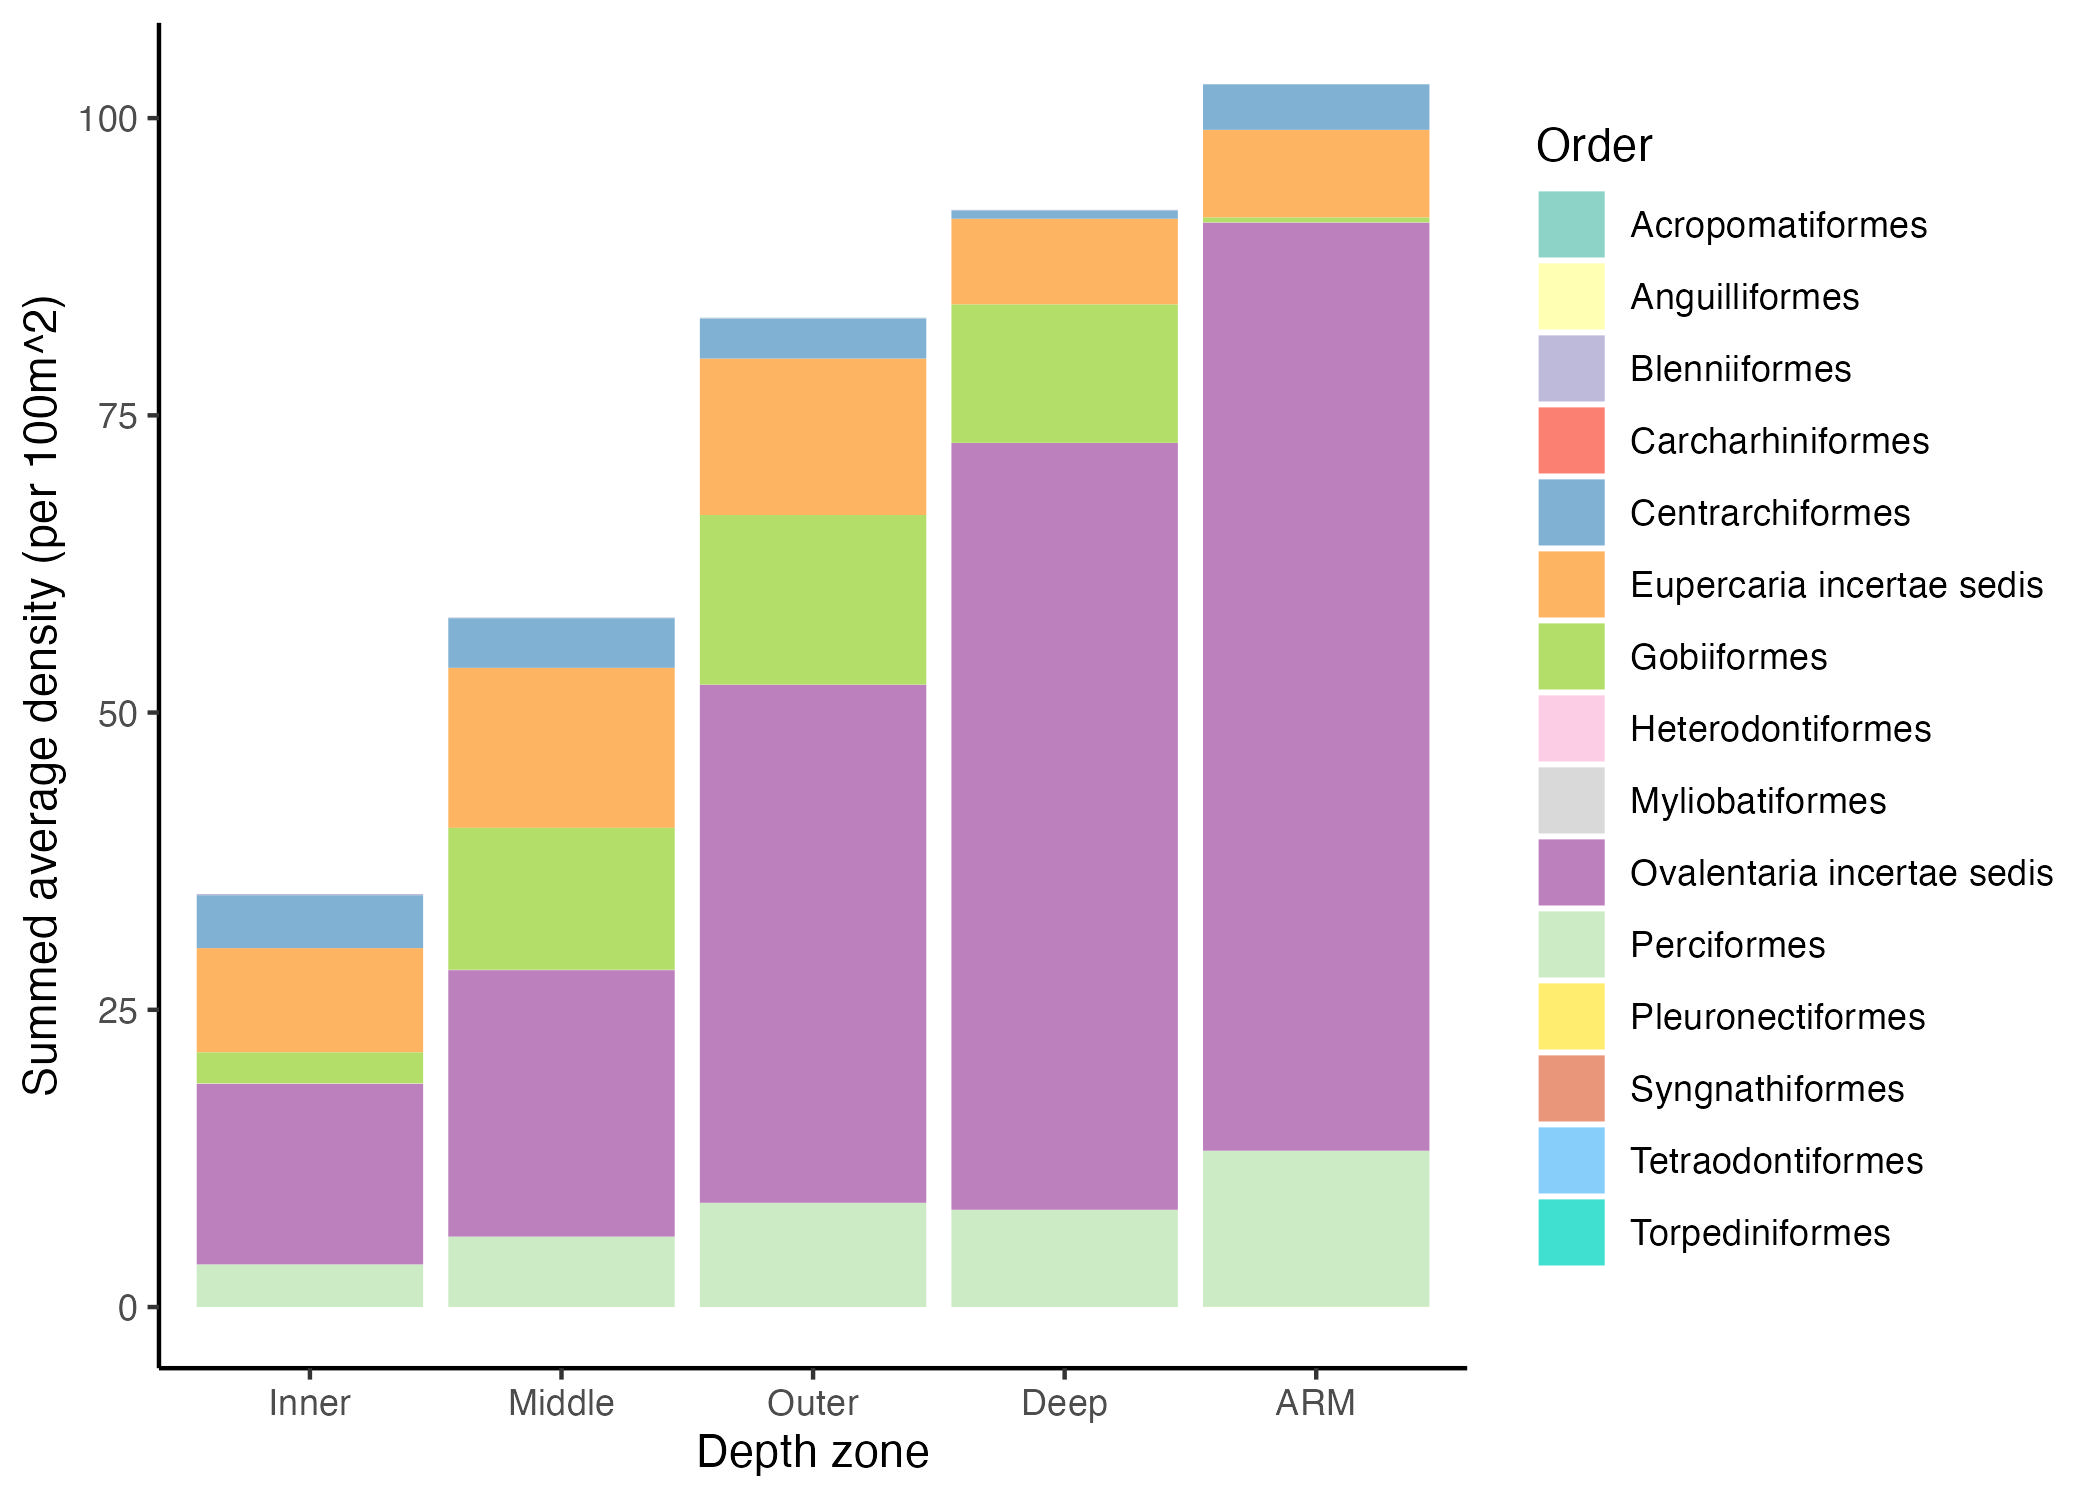 Summed average density (per 100m^2)
100
75
50
25
0
Inner
Middle
Outer
Deep
ARM
Depth zone
Order
Acropomatiformes
Anguilliformes
Blenniiformes
Carcharhiniformes
Centrarchiformes
Eupercaria incertae sedis
Gobiiformes
Heterodontiformes
Myliobatiformes
Ovalentaria incertae sedis
Perciformes
Pleuronectiformes
Syngnathiformes
Tetraodontiformes
Torpediniformes